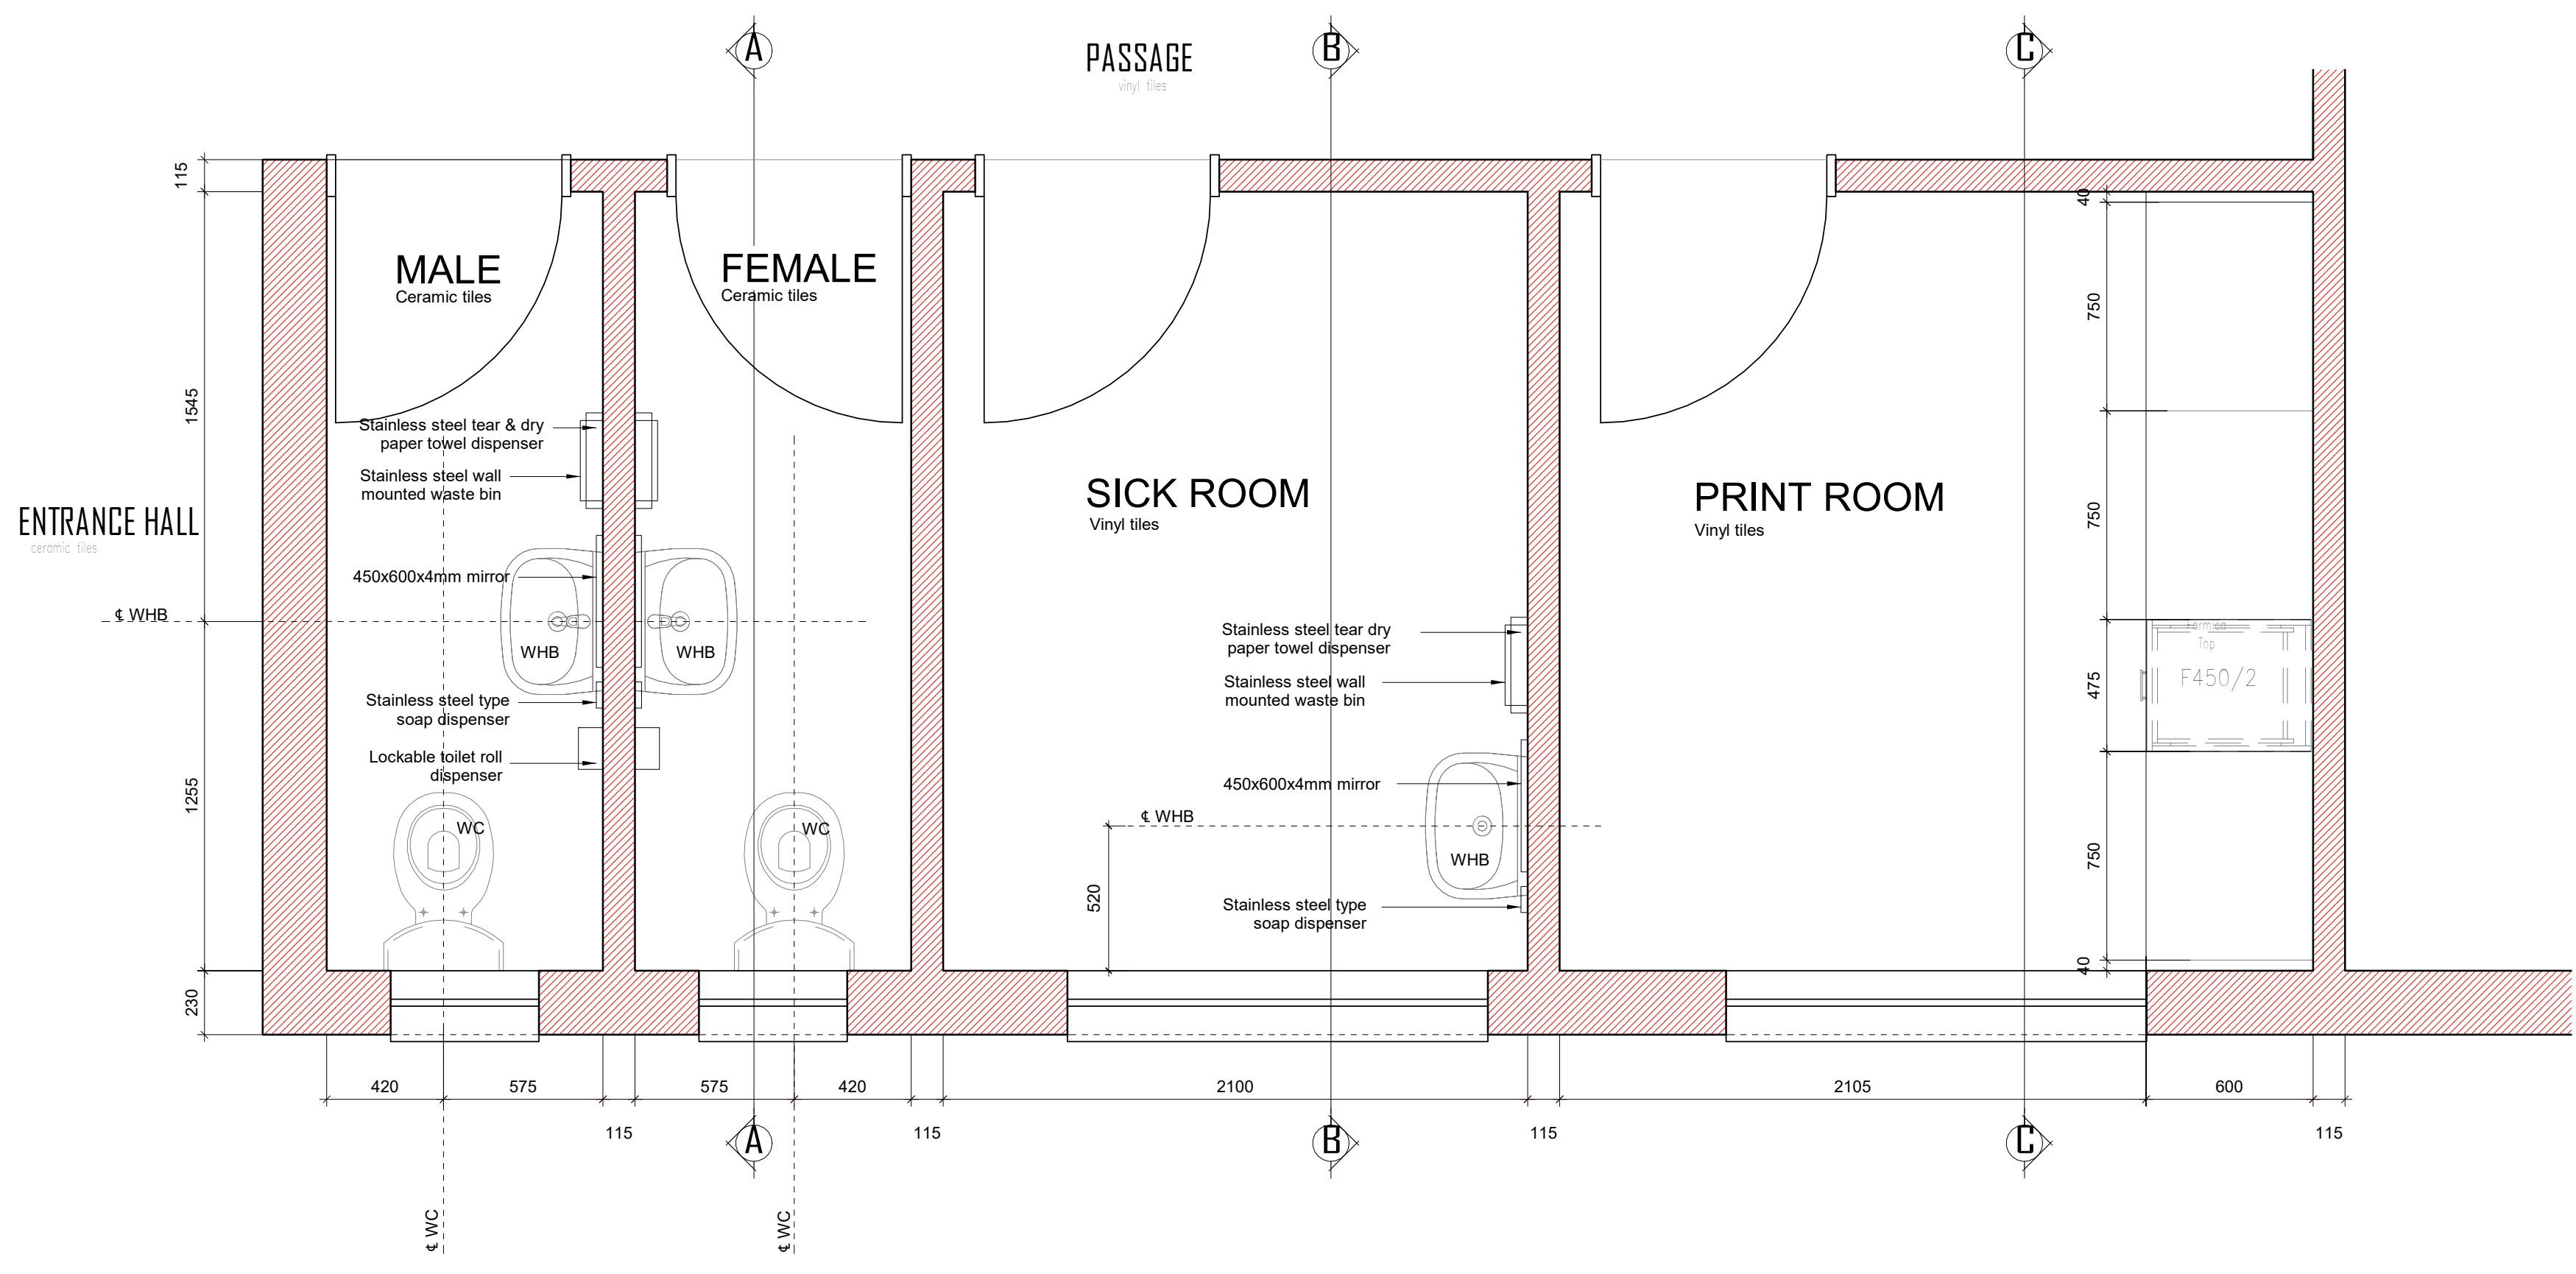 A
PASSAGE
vinyl tiles
B
C
115
40
MALE
Ceramic tiles
FEMALE
Ceramic tiles
750
1545
Stainless steel tear & dry
paper towel dispenser
Stainless steel wall
mounted waste bin
SICK ROOM
Vinyl tiles
PRINT ROOM
Vinyl tiles
750
ENTRANCE HALL
ceramic tiles
450x600x4mm mirror
℄ WHB
WHB
WHB
Stainless steel tear dry
paper towel dispenser
Formica
Top
F450/2
475
Stainless steel wall
mounted waste bin
Stainless steel type
soap dispenser
Lockable toilet roll
dispenser
1255
450x600x4mm mirror
℄ WHB
WC
WC
WHB
750
520
Stainless steel type
soap dispenser
40
230
420
575
575
420
2100
2105
600
115
A
115
B
115
C
115
℄ WC
℄ WC